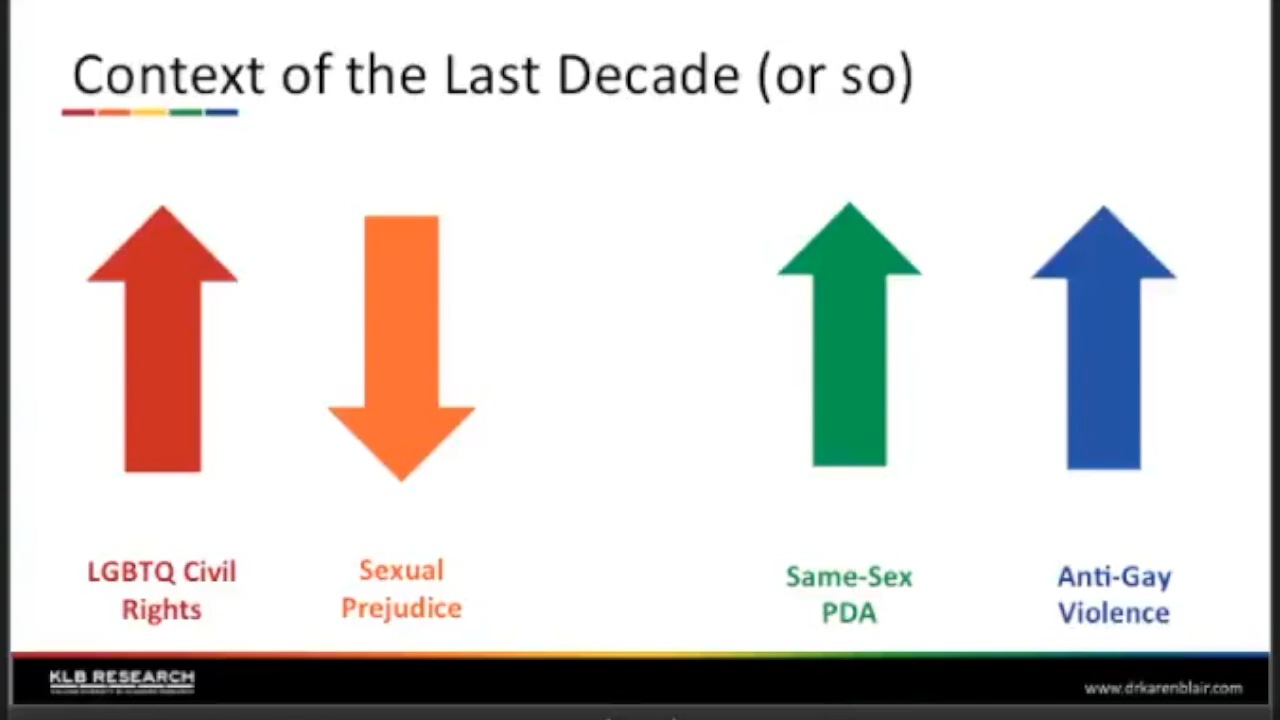 Context of the Last Decade (or so)
LGBTQ Civil
Rights
Sexual
Prejudice
Same-Sex
PDA
Anti-Gay
Violence
KLB RESEARCH
www.drkarenblair.com